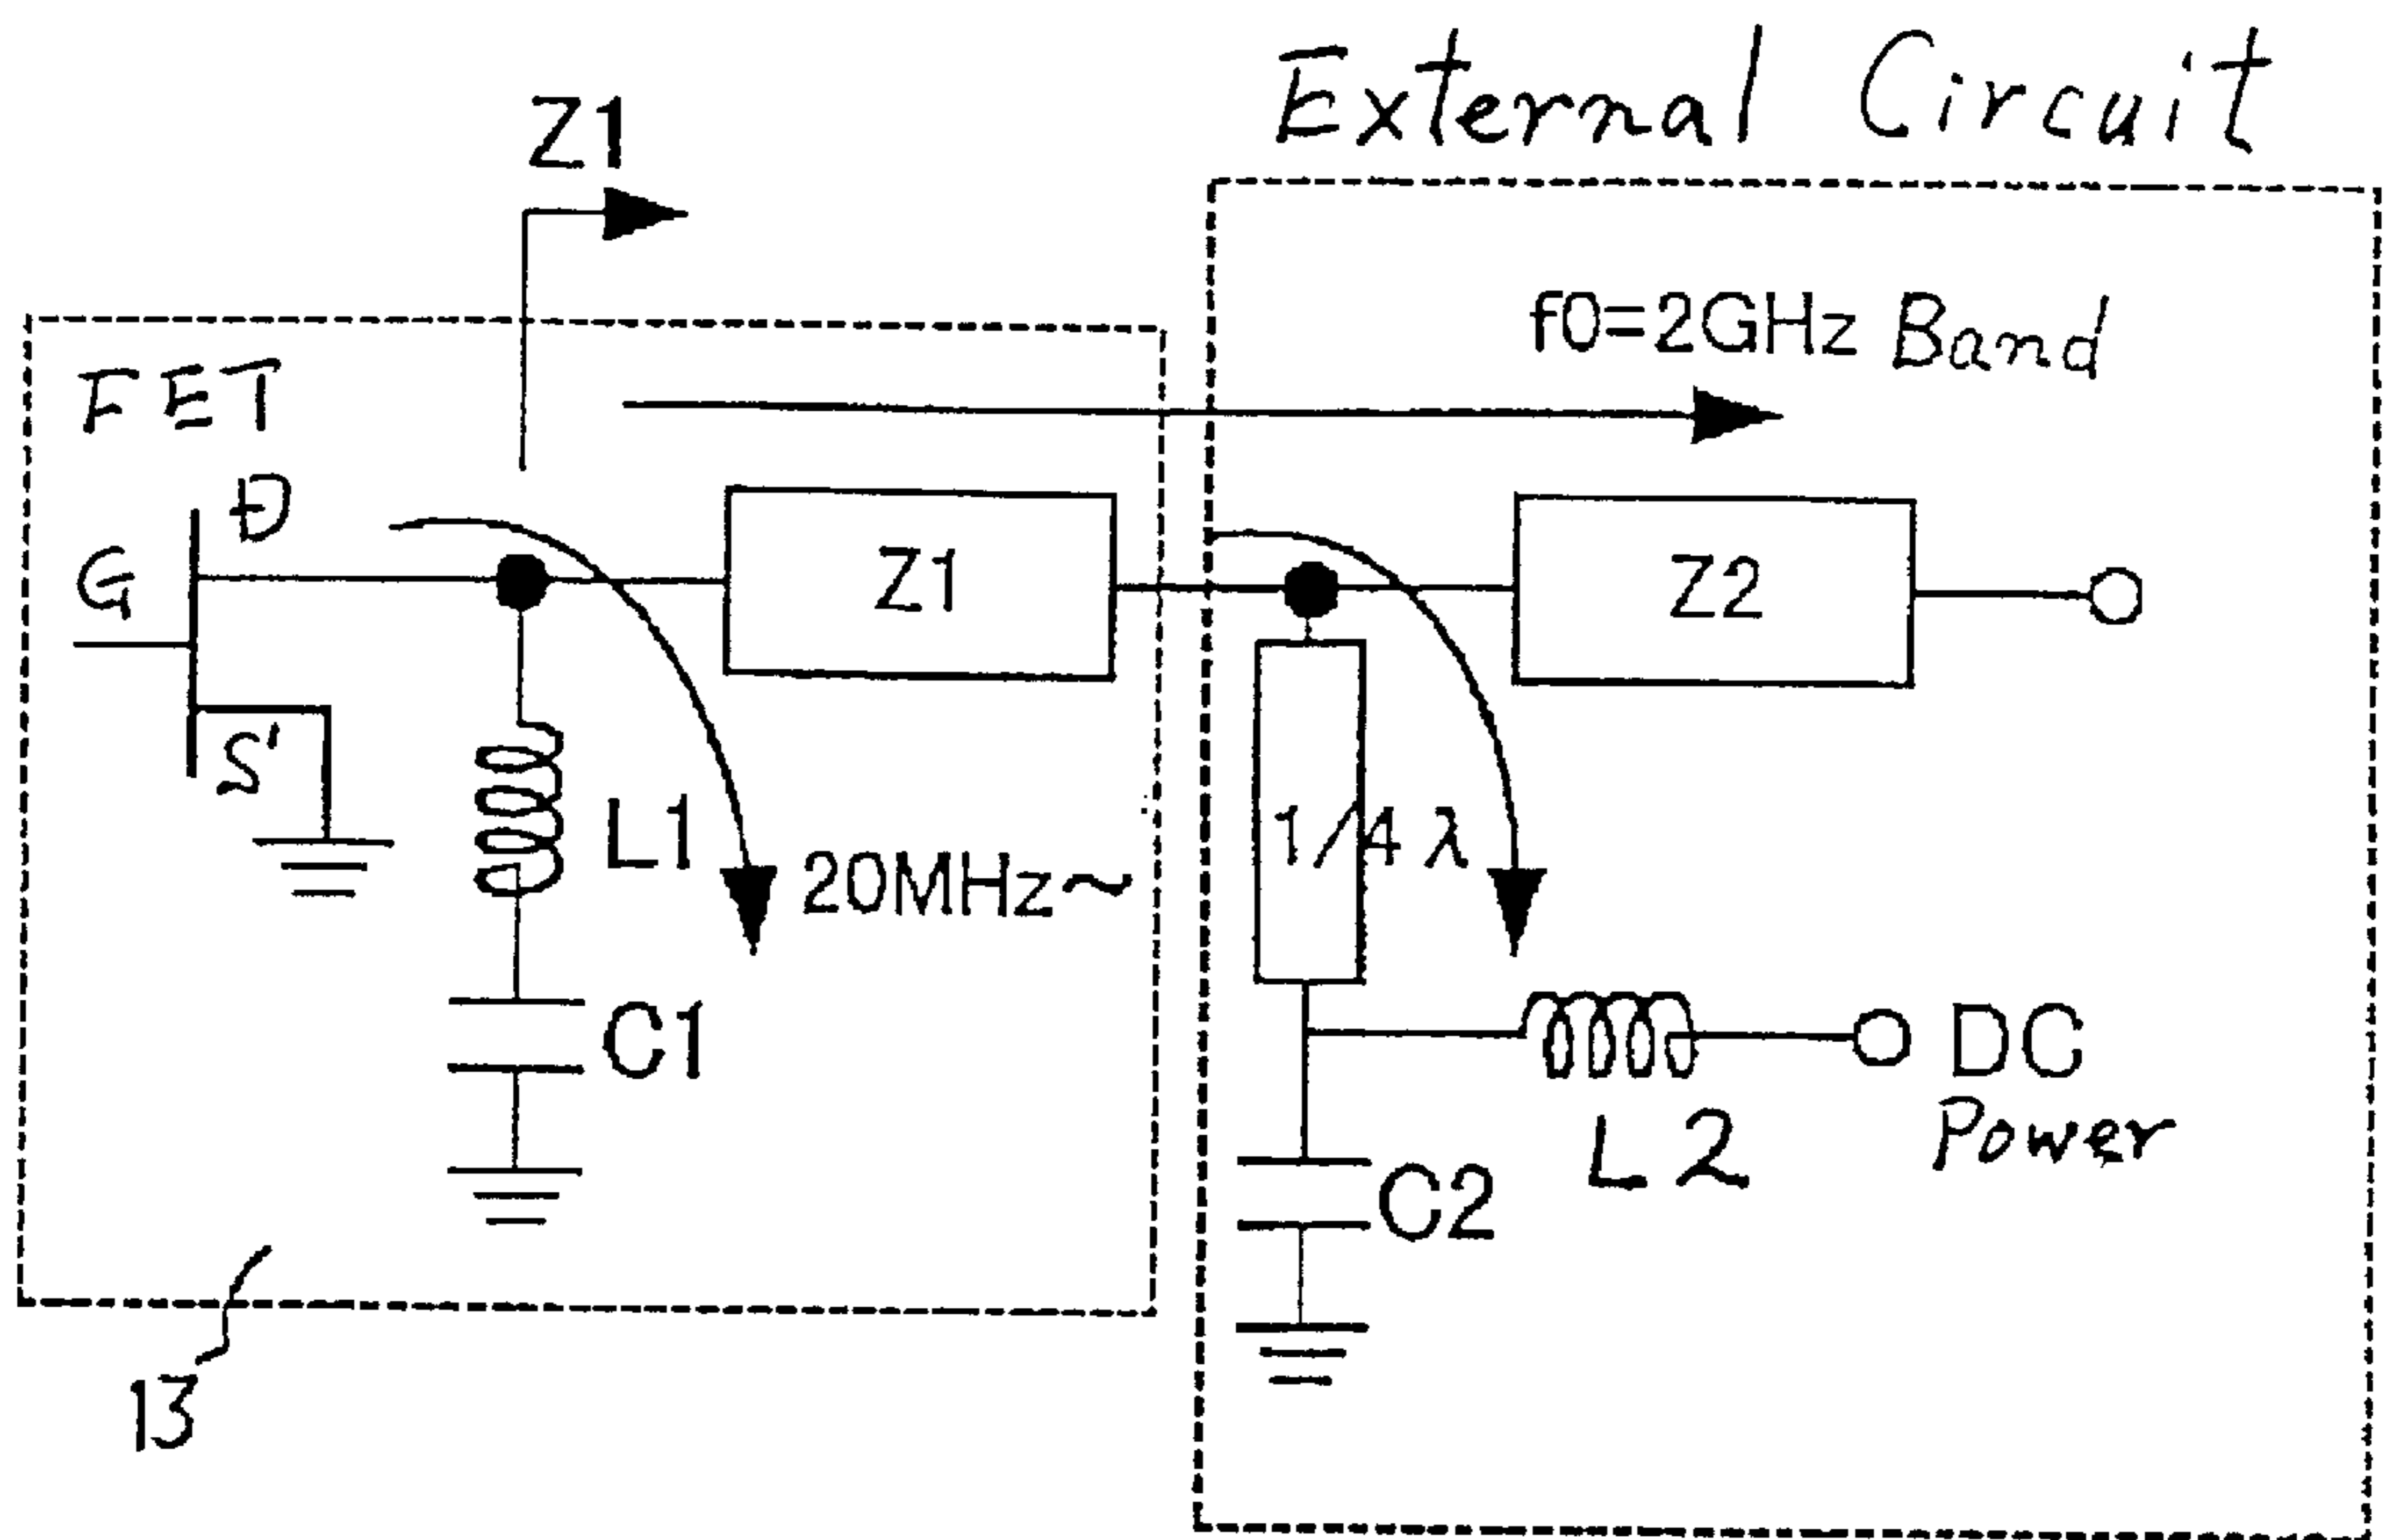 External Circuit
Z1
f0=2GHz Band
FET
D
G
Z1
Z2
S
L1
20MHz~
1/4 λ
C1
DC
Power
L2
C2
13